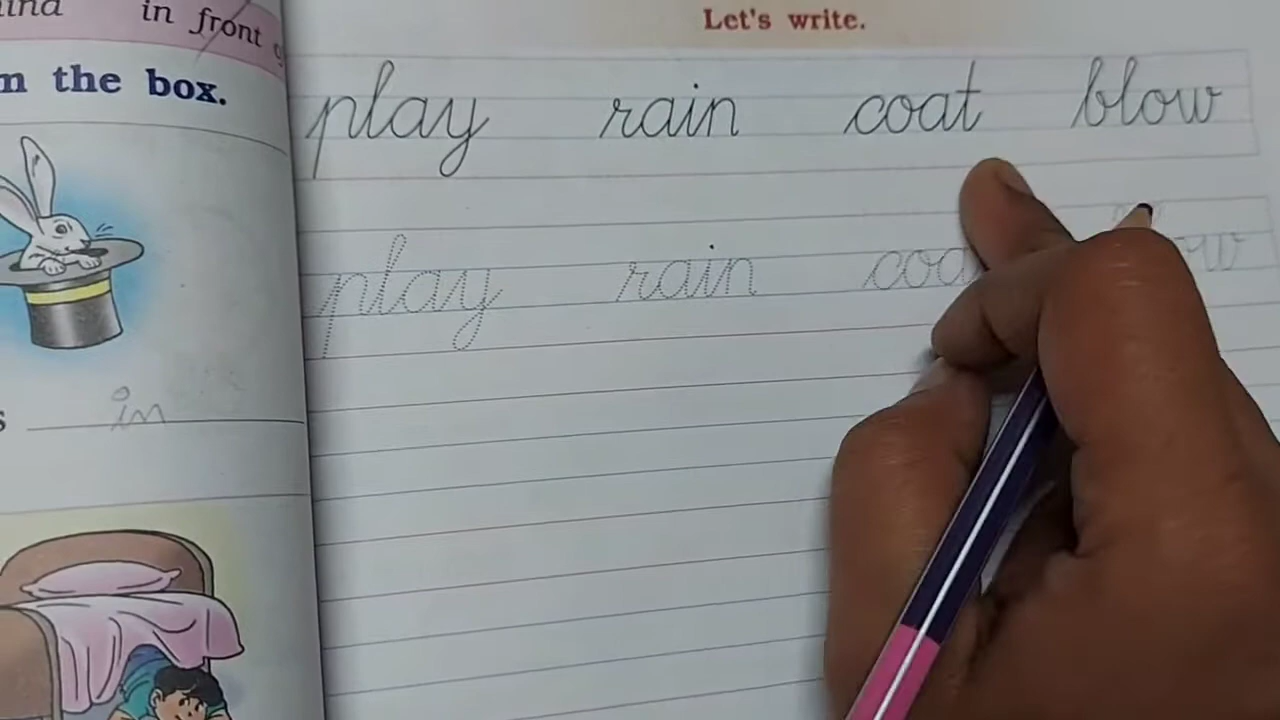 in front
m the box.
in
Let's write.
play rain coat blow
play rain